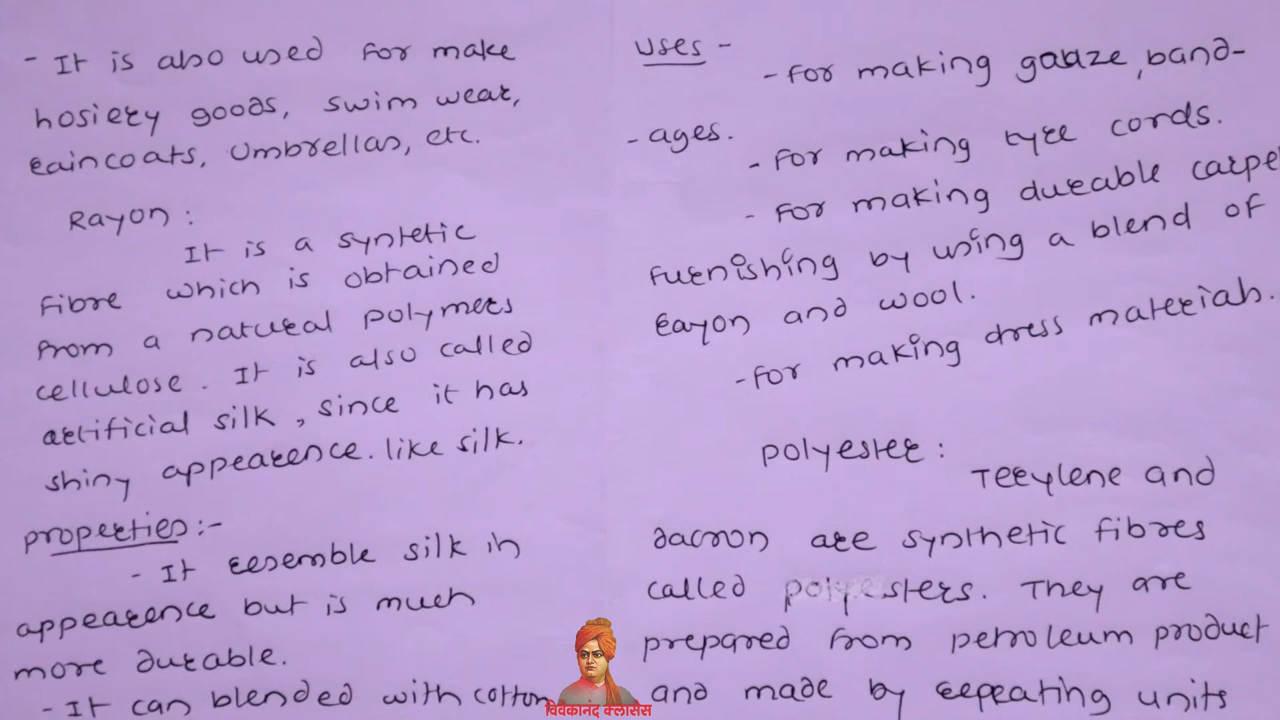 - It is also used for make
hosiery goods, swim wear,
raincoats, Umbrellas, etc.
Rayon :
It is a syntetic
fibre which is obtained
from a natural polymers
cellulose. It is also called
artificial silk, since it has
shiny appearence. like silk.
properties:-
- It resemble silk in
appearence but is much
more durable.
- It can blended with cotton
uses -
- for making gauze, band-
- ages.
- for making tyre cords.
- for making durable carpe
furnishing by using a blend of
rayon and wool.
- for making dress materials.
polyester :
Terylene and
dacron are synthetic fibres
called polyesters. They are
prepared from petroleum product
and made by repeating units
विवेकानंद क्लासेस